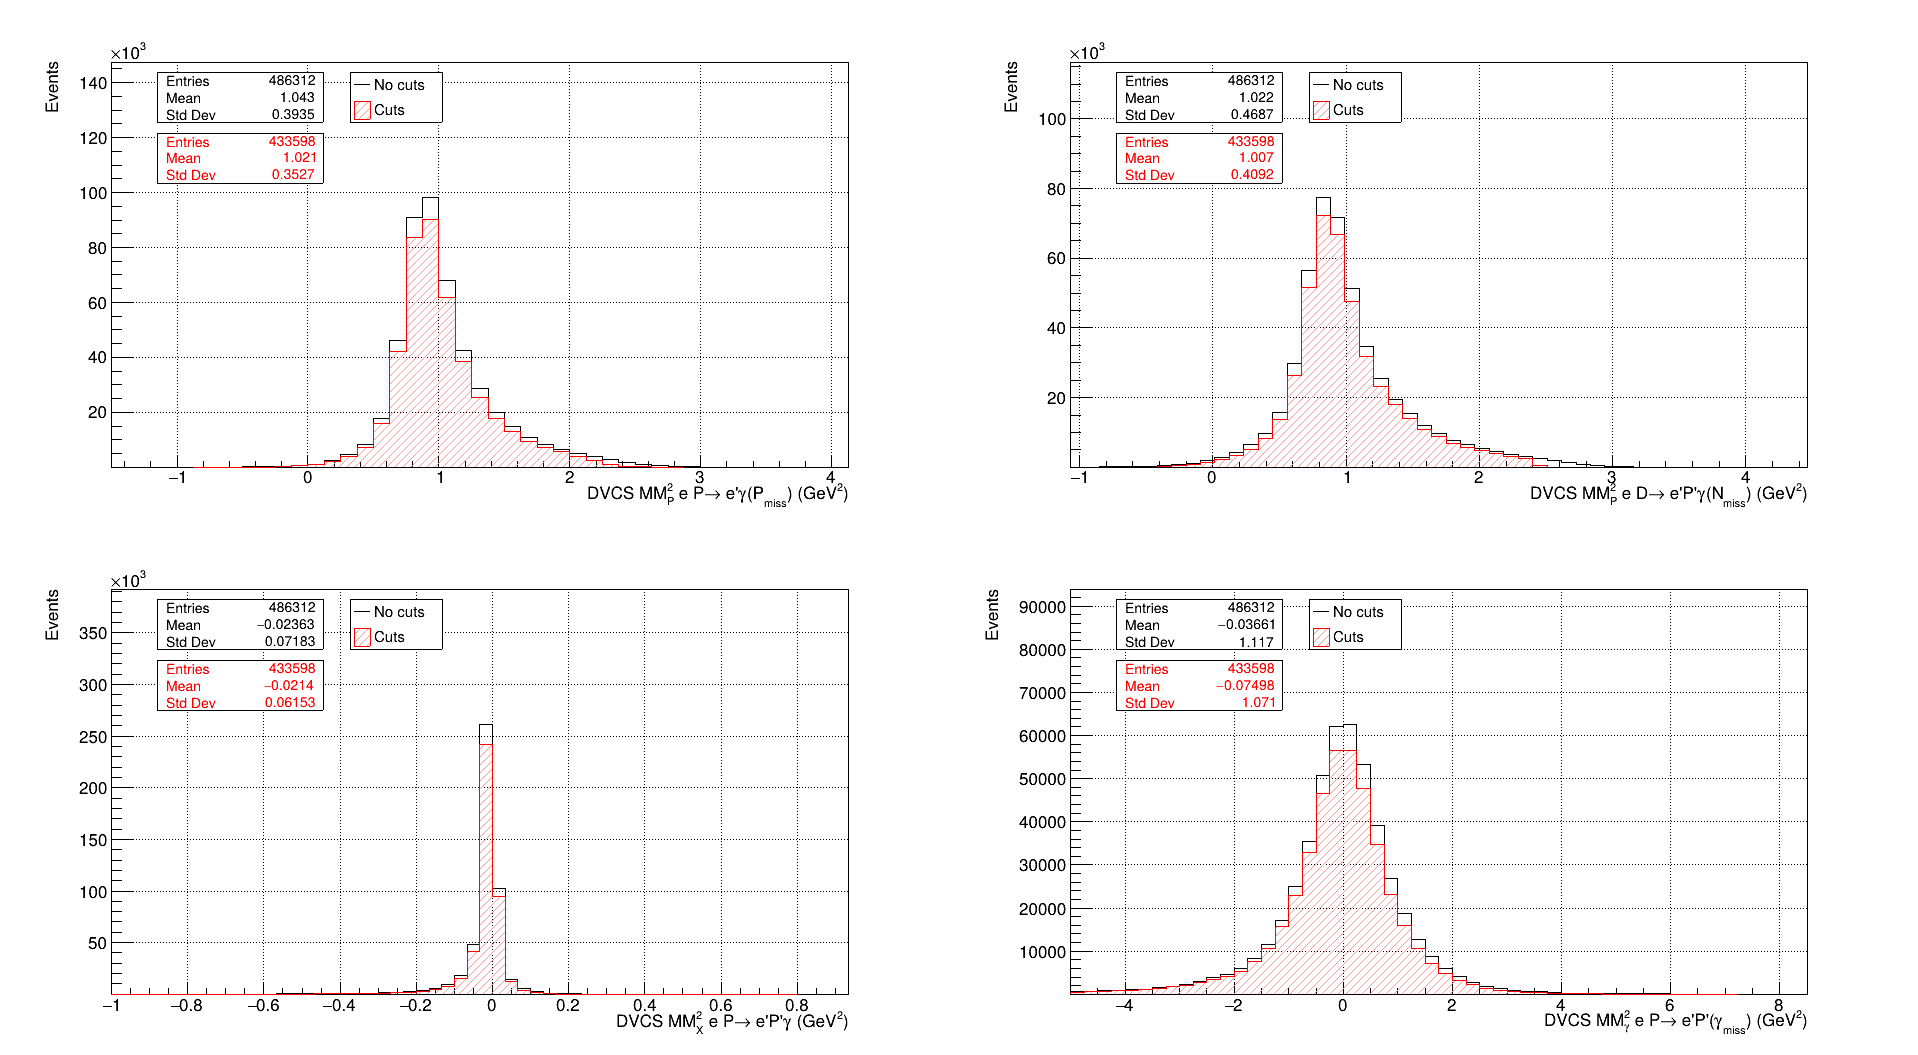 ×10³
Events
140
120
100
80
60
40
20
Entries 486312
Mean 1.043
Std Dev 0.3935
Entries 433598
Mean 1.021
Std Dev 0.3527
No cuts
Cuts
−1 0 1 2 3 4
DVCS MM²_P e P→ e'γ(P_miss) (GeV²)
×10³
Events
100
80
60
40
20
Entries 486312
Mean 1.022
Std Dev 0.4687
Entries 433598
Mean 1.007
Std Dev 0.4092
No cuts
Cuts
−1 0 1 2 3 4
DVCS MM²_P e D→ e'P'γ(N_miss) (GeV²)
×10³
Events
350
300
250
200
150
100
50
Entries 486312
Mean −0.02363
Std Dev 0.07183
Entries 433598
Mean −0.0214
Std Dev 0.06153
No cuts
Cuts
−1 −0.8 −0.6 −0.4 −0.2 0 0.2 0.4 0.6 0.8
DVCS MM²_X e P→ e'P'γ (GeV²)
Events
90000
80000
70000
60000
50000
40000
30000
20000
10000
Entries 486312
Mean −0.03661
Std Dev 1.117
Entries 433598
Mean −0.07498
Std Dev 1.071
No cuts
Cuts
−4 −2 0 2 4 6 8
DVCS MM²_γ e P→ e'P'(γ_miss) (GeV²)